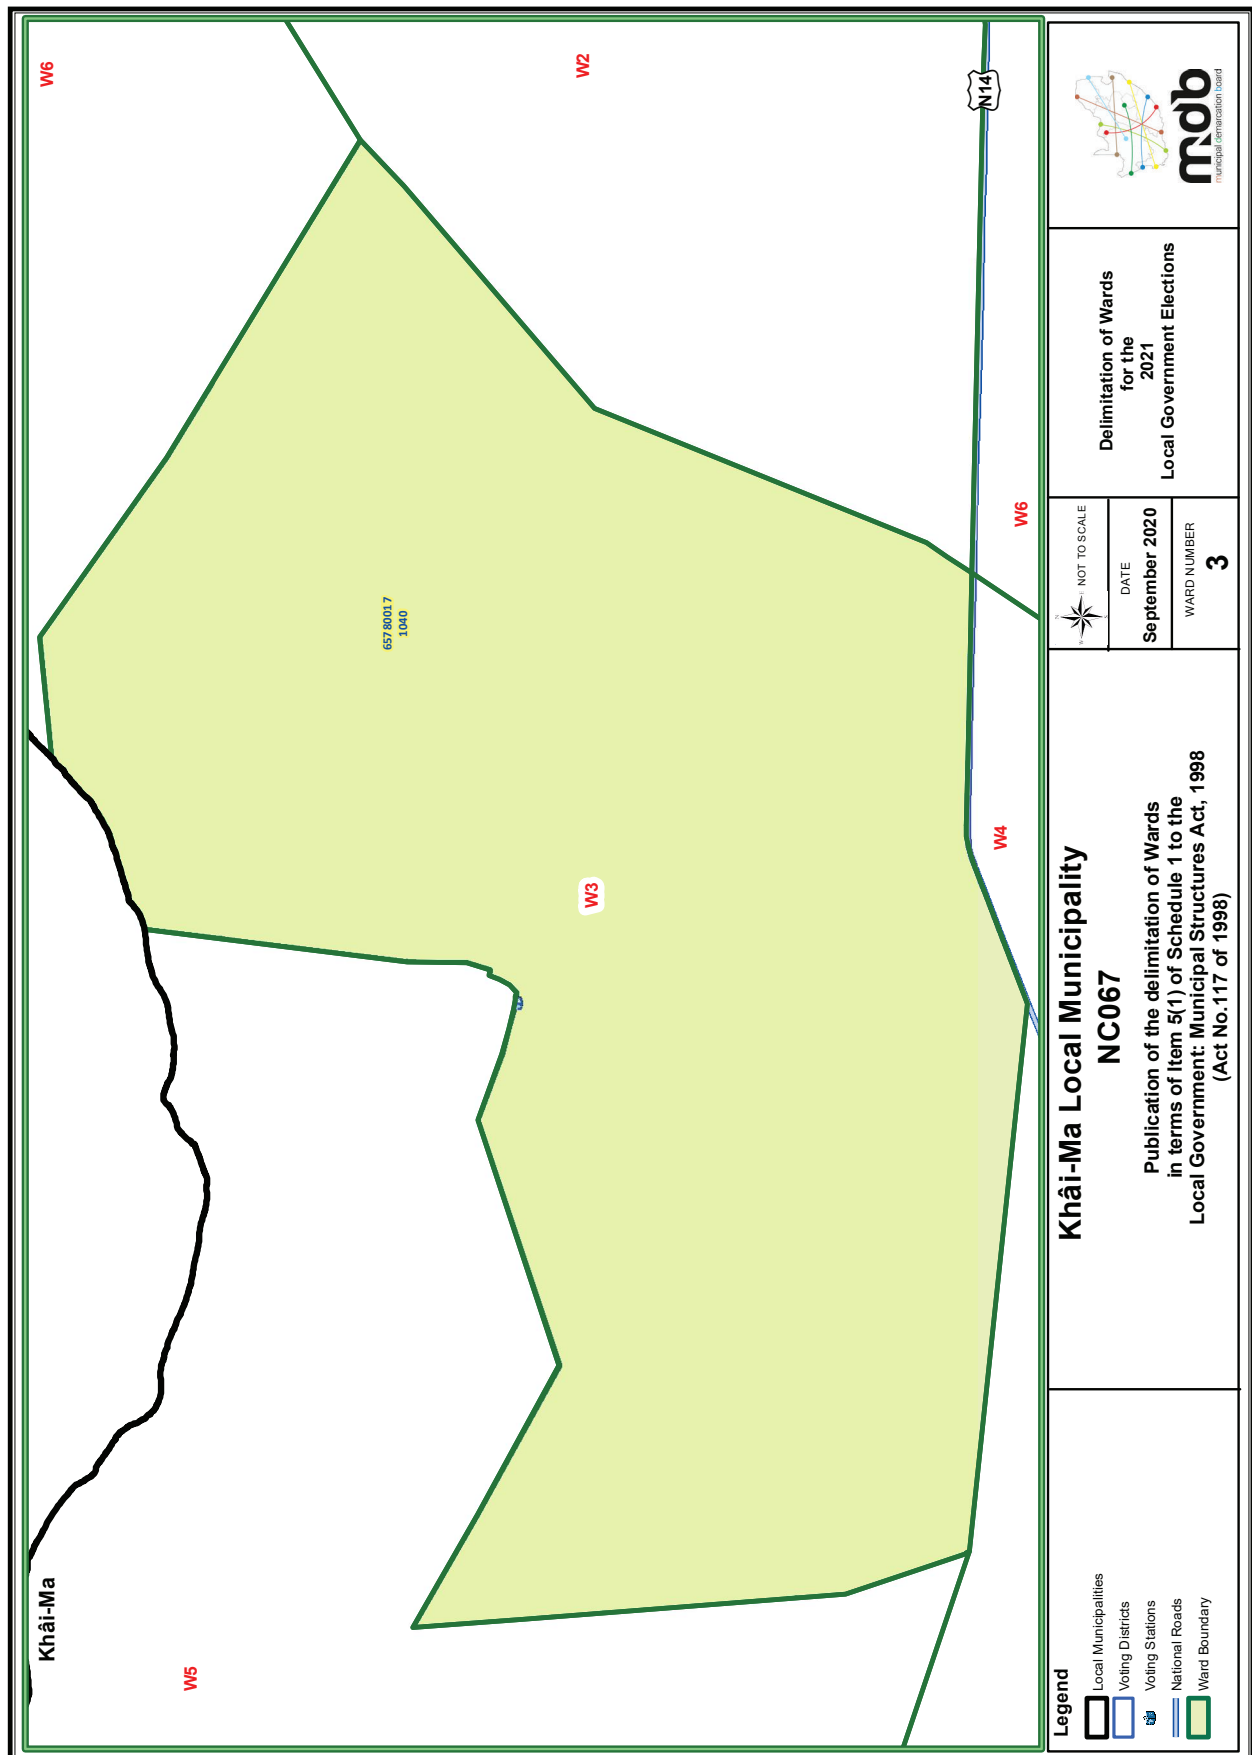 Khâi-Ma
W5
W6
W2
W3
W4
W6
65780017
1040
N14
Legend
Local Municipalities
Voting Districts
Voting Stations
National Roads
Ward Boundary
Khâi-Ma Local Municipality
NC067
Publication of the delimitation of Wards
in terms of Item 5(1) of Schedule 1 to the
Local Government: Municipal Structures Act, 1998
(Act No.117 of 1998)
N
W
E
S
NOT TO SCALE
DATE
September 2020
WARD NUMBER
3
Delimitation of Wards
for the
2021
Local Government Elections
mdb
municipal demarcation board